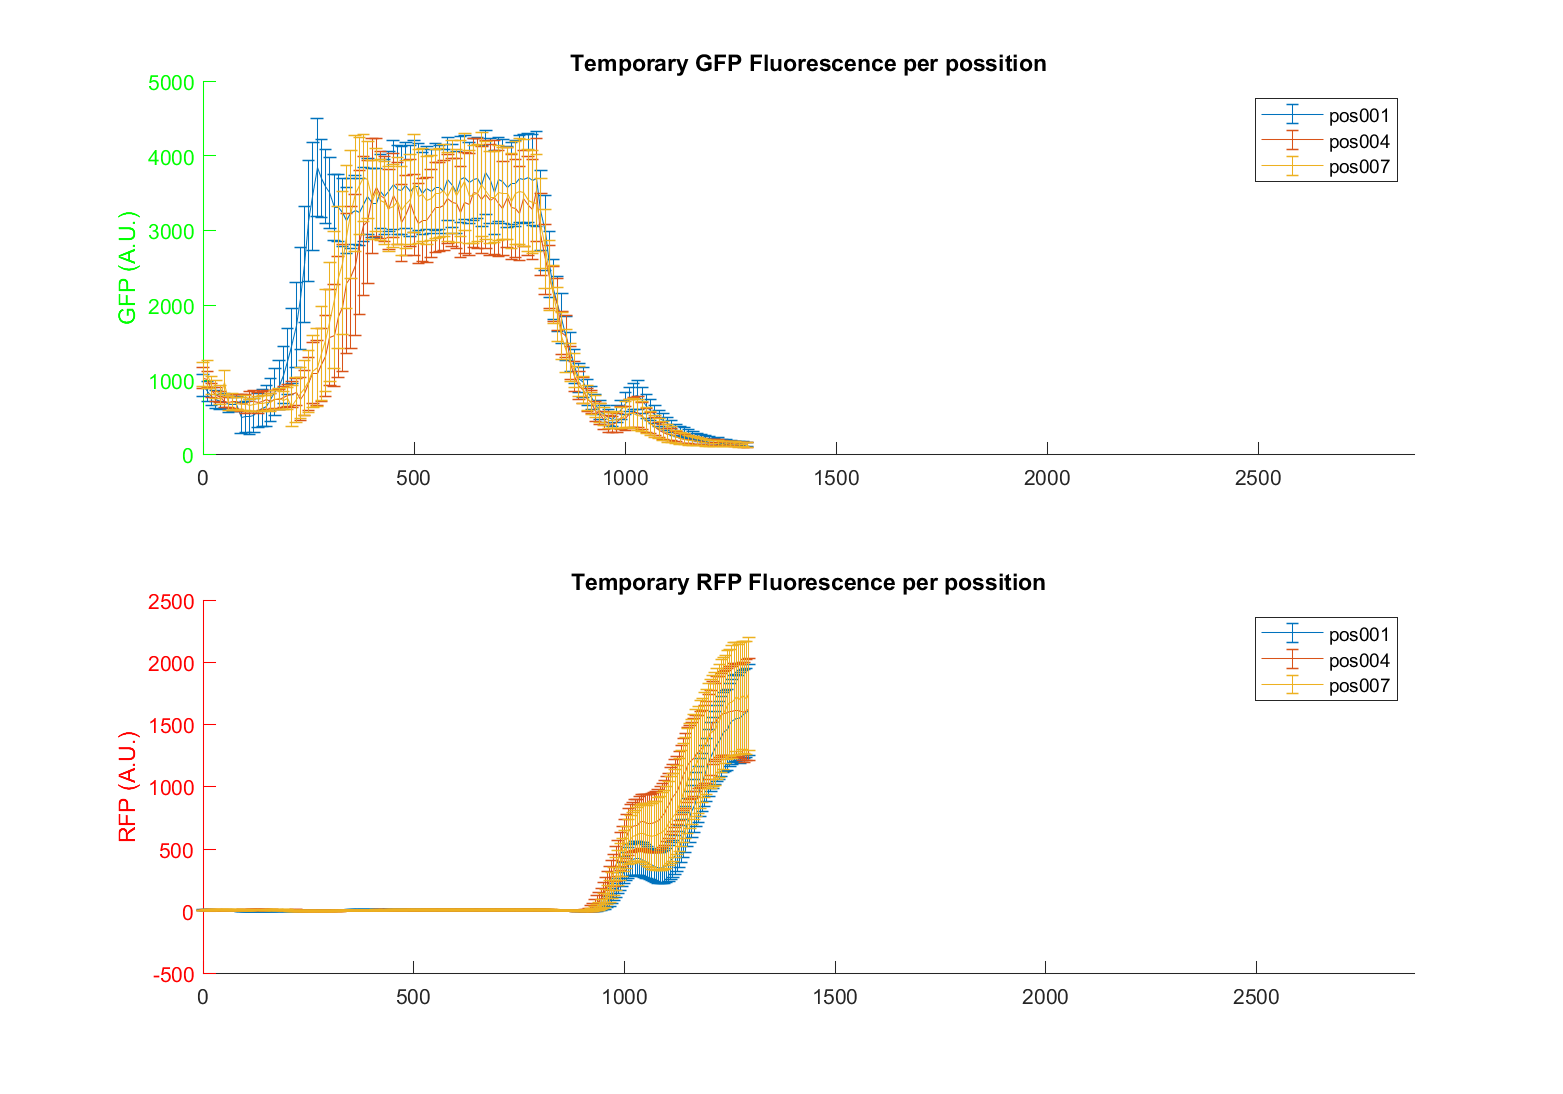 Temporary GFP Fluorescence per possition
5000
4000
3000
2000
1000
0
GFP (A.U.)
pos001
pos004
pos007
0 500 1000 1500 2000 2500
Temporary RFP Fluorescence per possition
2500
2000
1500
1000
500
0
-500
RFP (A.U.)
pos001
pos004
pos007
0 500 1000 1500 2000 2500